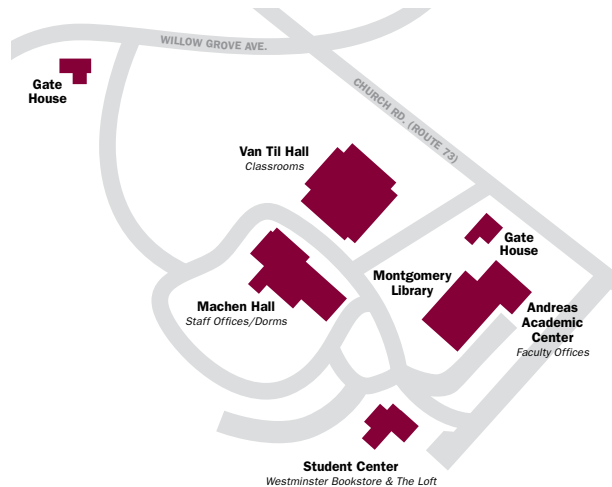 WILLOW GROVE AVE.
Gate
House
CHURCH RD. (ROUTE 73)
Van Til Hall
Classrooms
Gate
House
Montgomery
Library
Machen Hall
Staff Offices/Dorms
Andreas
Academic
Center
Faculty Offices
Student Center
Westminster Bookstore & The Loft